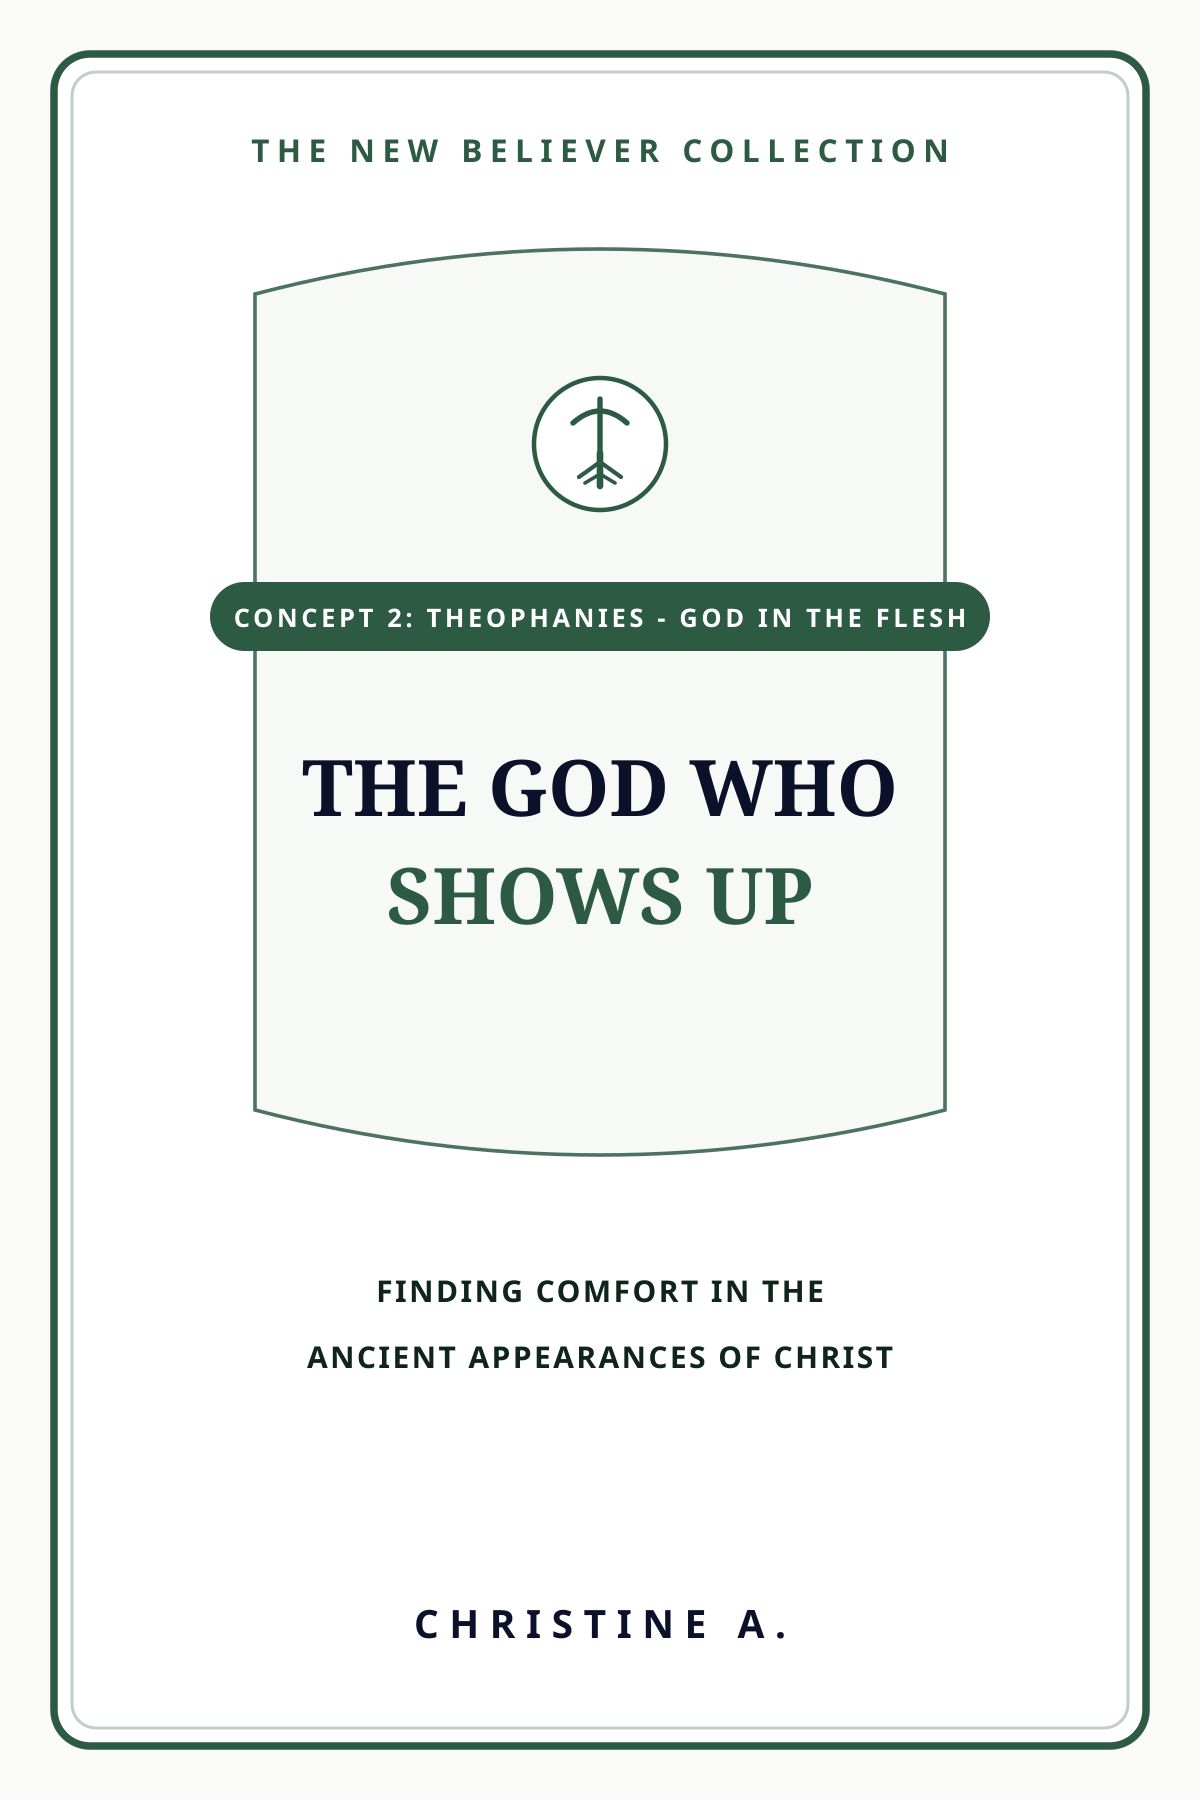 THE NEW BELIEVER COLLECTION
CONCEPT 2: THEOPHANIES - GOD IN THE FLESH
THE GOD WHO
SHOWS UP
FINDING COMFORT IN THE
ANCIENT APPEARANCES OF CHRIST
CHRISTINE A.